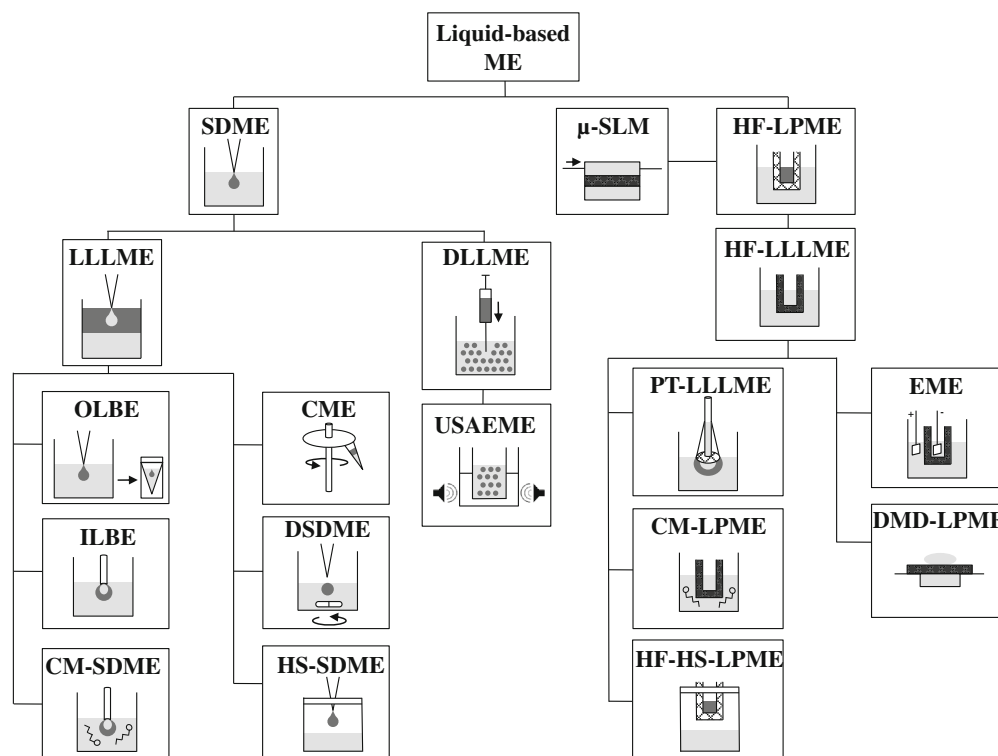 Liquid-based
ME
SDME
μ-SLM
HF-LPME
LLLME
DLLME
HF-LLLME
OLBE
CME
USAEME
PT-LLLME
EME
+
-
ILBE
DSDME
CM-LPME
DMD-LPME
CM-SDME
HS-SDME
HF-HS-LPME